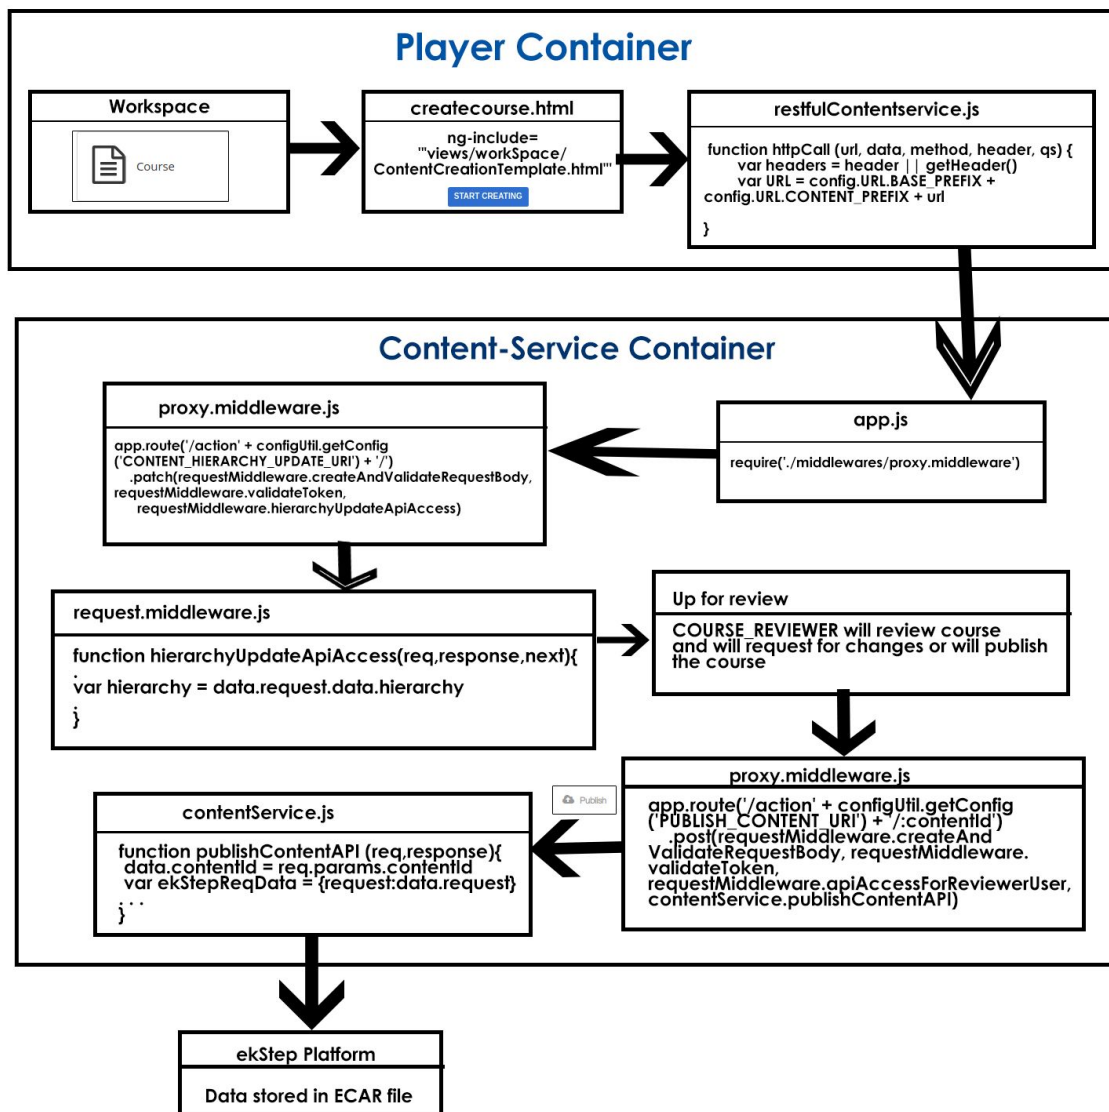 Player Container
Workspace
Course
createcourse.html
ng-include=
"'views/workSpace/
ContentCreationTemplate.html'"
START CREATING
restfulContentservice.js
function httpCall (url, data, method, header, qs) {
var headers = header || getHeader()
var URL = config.URL.BASE_PREFIX +
config.URL.CONTENT_PREFIX + url
}
Content-Service Container
app.js
require('./middlewares/proxy.middleware')
proxy.middleware.js
app.route('/action' + configUtil.getConfig
('CONTENT_HIERARCHY_UPDATE_URI') + '/')
.patch(requestMiddleware.createAndValidateRequestBody,
requestMiddleware.validateToken,
requestMiddleware.hierarchyUpdateApiAccess)
request.middleware.js
function hierarchyUpdateApiAccess(req,response,next){
.
var hierarchy = data.request.data.hierarchy
.
}
Up for review
COURSE_REVIEWER will review course
and will request for changes or will publish
the course
proxy.middleware.js
app.route('/action' + configUtil.getConfig
('PUBLISH_CONTENT_URI') + '/:contentId')
.post(requestMiddleware.createAnd
ValidateRequestBody, requestMiddleware.
validateToken,
requestMiddleware.apiAccessForReviewerUser,
contentService.publishContentAPI)
Publish
contentService.js
function publishContentAPI (req,response){
data.contentId = req.params.contentId
var ekStepReqData = {request:data.request}
. . .
}
ekStep Platform
Data stored in ECAR file